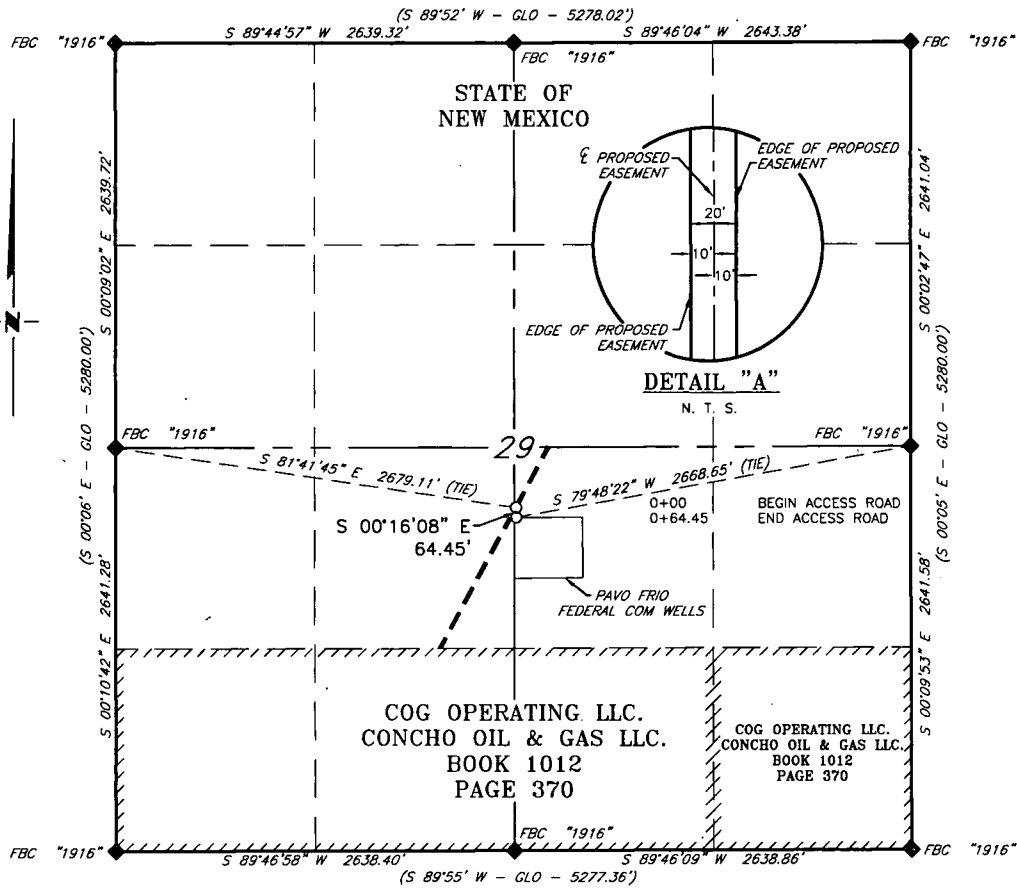 (S 89°52' W - GLO - 5278.02')
S 89°44'57" W 2639.32'
S 89°46'04" W 2643.38'
FBC "1916"
FBC "1916"
FBC "1916"
STATE OF
NEW MEXICO
℄ PROPOSED
EASEMENT
EDGE OF PROPOSED
EASEMENT
20'
10'
10'
EDGE OF PROPOSED
EASEMENT
DETAIL "A"
N. T. S.
S 00°09'02" E 2639.72'
S 00°02'47" E 2641.04'
N
(S 00°06' E - GLO - 5280.00')
(S 00°05' E - GLO - 5280.00')
FBC "1916"
29
FBC "1916"
S 81°41'45" E 2679.11' (TIE)
S 79°48'22" W 2668.65' (TIE)
0+00 BEGIN ACCESS ROAD
0+64.45 END ACCESS ROAD
S 00°16'08" E
64.45'
PAVO FRIO
FEDERAL COM WELLS
S 00°10'42" E 2641.28'
S 00°09'53" E 2641.58'
COG OPERATING LLC.
CONCHO OIL & GAS LLC.
BOOK 1012
PAGE 370
COG OPERATING LLC.
CONCHO OIL & GAS LLC.
BOOK 1012
PAGE 370
FBC "1916"
FBC "1916"
FBC "1916"
S 89°46'58" W 2638.40'
S 89°46'09" W 2638.86'
(S 89°55' W - GLO - 5277.36')